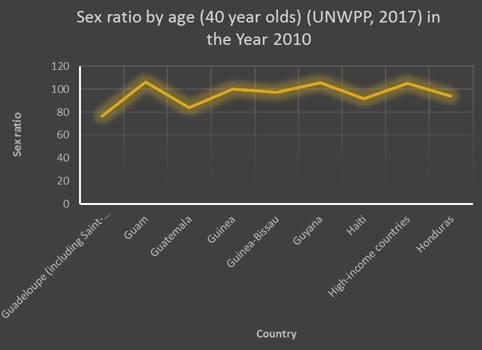 Sex ratio by age (40 year olds) (UNWPP, 2017) in
the Year 2010
120
100
80
60
40
20
0
Sex ratio
Guadeloupe (including Saint-...
Guam
Guatemala
Guinea
Guinea-Bissau
Guyana
Haiti
High-income countries
Honduras
Country